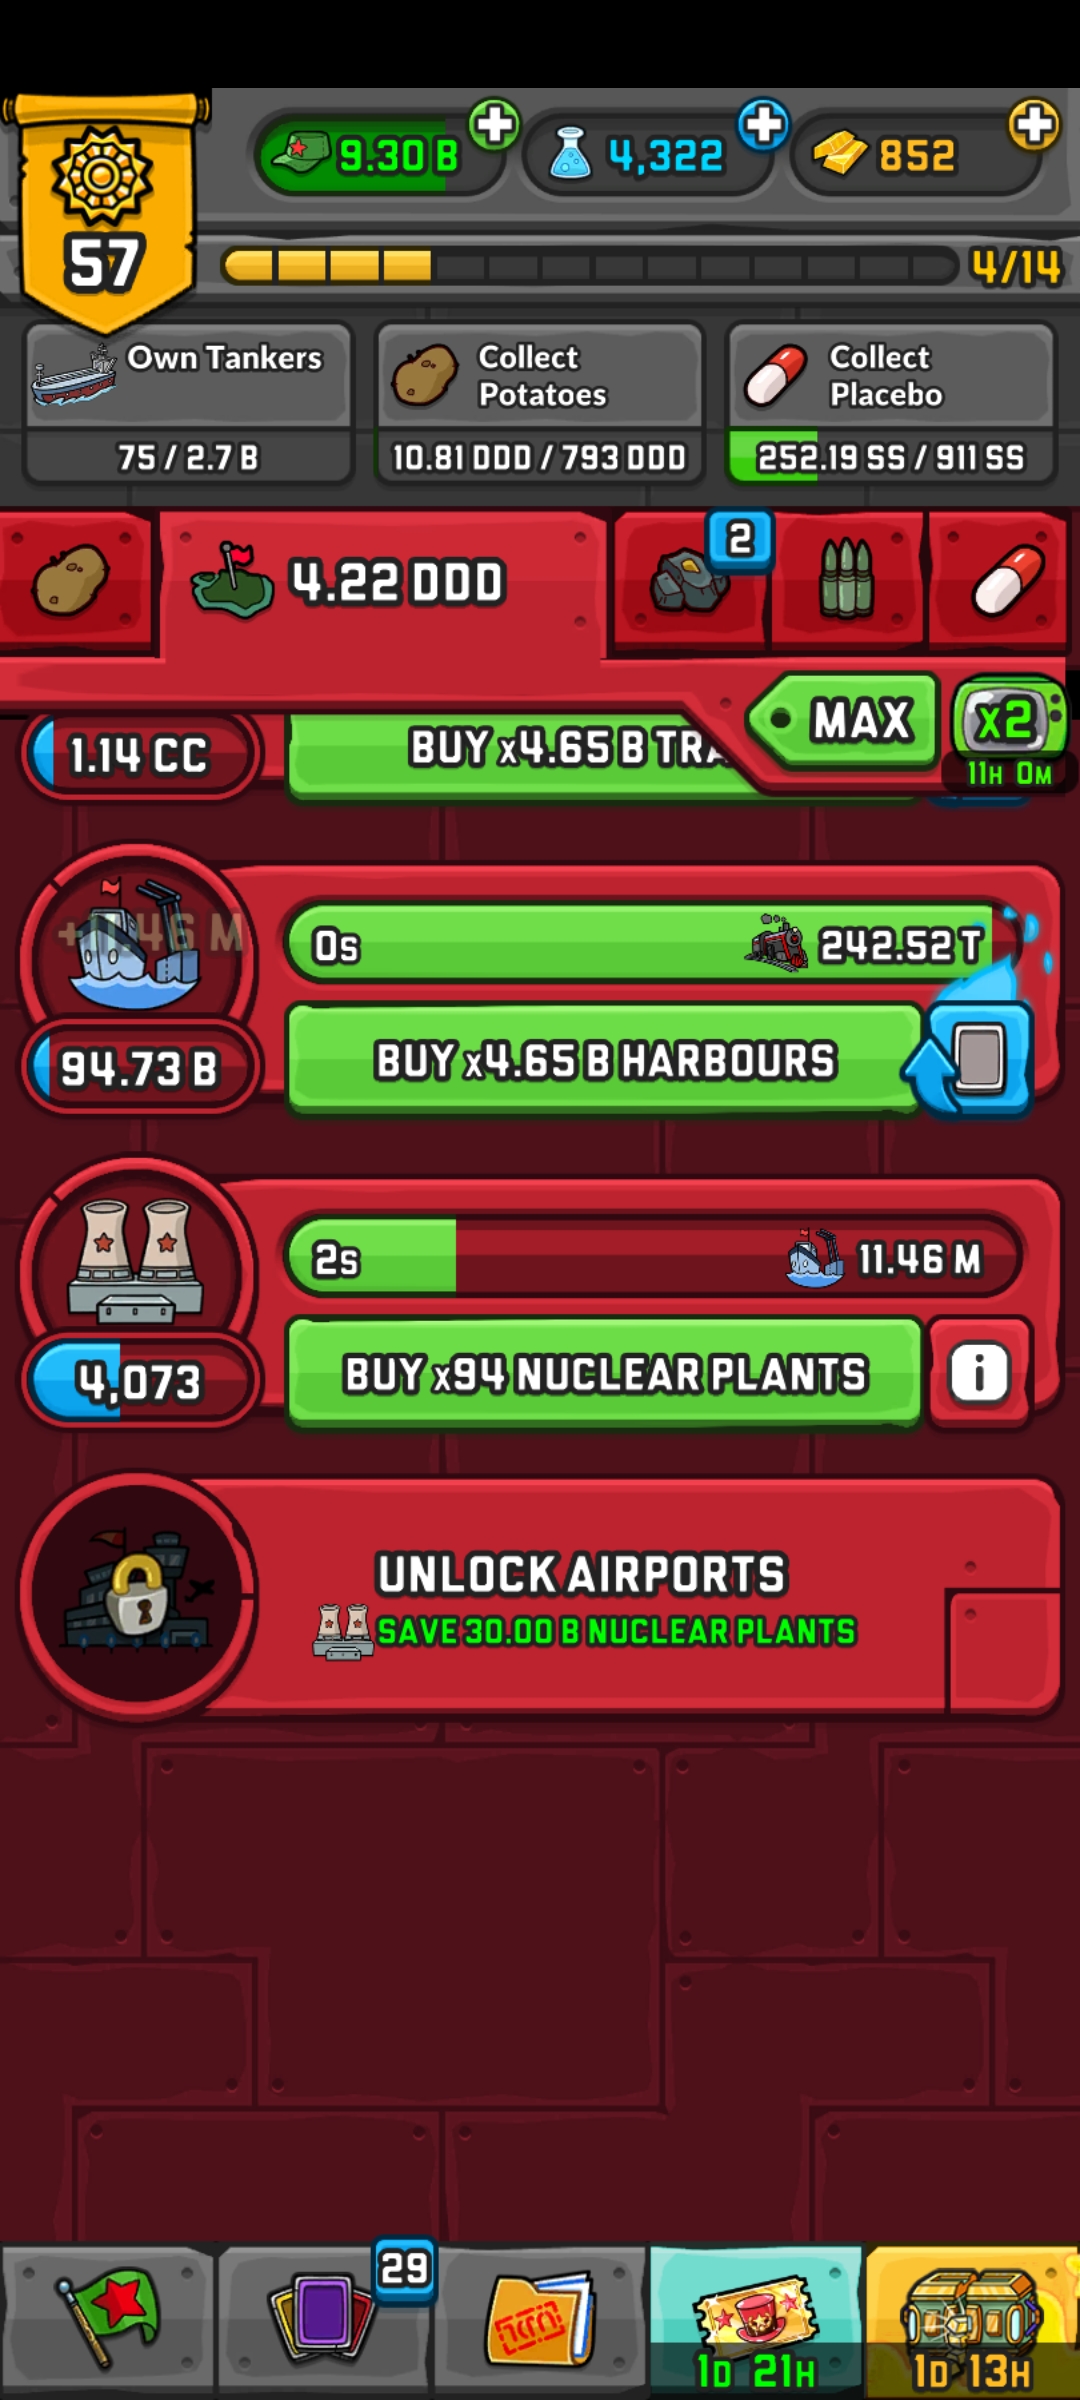 9.30 B
4,322
852
57
4/14
Own Tankers
75 / 2.7 B
Collect
Potatoes
10.81 DDD / 793 DDD
Collect
Placebo
252.19 SS / 911 SS
4.22 DDD
2
MAX
x2
11H 0M
1.14 CC
BUY x4.65 B TRA
+11.46 M
0s
242.52 T
94.73 B
BUY x4.65 B HARBOURS
2s
11.46 M
4,073
BUY x94 NUCLEAR PLANTS
i
UNLOCK AIRPORTS
SAVE 30.00 B NUCLEAR PLANTS
29
1D 21H
1D 13H